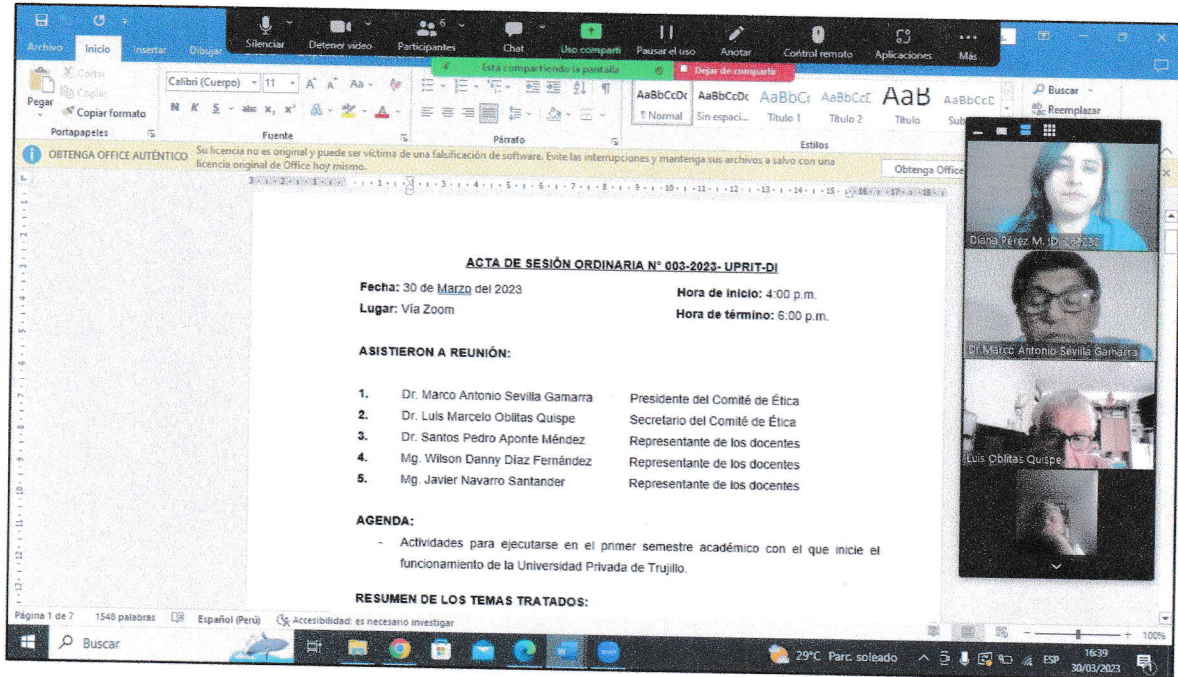 Silenciar Detener video Participantes 6 Chat Uso comparti Pausar el uso Anotar Control remoto Aplicaciones Más
Está compartiendo la pantalla Dejar de compartir
Archivo Inicio Insertar Dibujar
Pegar Cortar
Copiar
Copiar formato
Portapapeles
Calibri (Cuerpo) 11 A A Aa
N K S abc x, x²
Fuente
Párrafo
AaBbCcDc AaBbCcDc AaBbCc AaBbCcE AaB AaBbCcD
¶ Normal Sin espaci... Título 1 Título 2 Título
Estilos
Buscar
Reemplazar
OBTENGA OFFICE AUTÉNTICO Su licencia no es original y puede ser víctima de una falsificación de software. Evite las interrupciones y mantenga sus archivos a salvo con una
licencia original de Office hoy mismo.
Obtenga Office
ACTA DE SESIÓN ORDINARIA N° 003-2023- UPRIT-DI
Fecha: 30 de Marzo del 2023 Hora de inicio: 4:00 p.m.
Lugar: Vía Zoom Hora de término: 6:00 p.m.
ASISTIERON A REUNIÓN:
1. Dr. Marco Antonio Sevilla Gamarra Presidente del Comité de Ética
2. Dr. Luis Marcelo Oblitas Quispe Secretario del Comité de Ética
3. Dr. Santos Pedro Aponte Méndez Representante de los docentes
4. Mg. Wilson Danny Díaz Fernández Representante de los docentes
5. Mg. Javier Navarro Santander Representante de los docentes
AGENDA:
- Actividades para ejecutarse en el primer semestre académico con el que inicie el
funcionamiento de la Universidad Privada de Trujillo.
RESUMEN DE LOS TEMAS TRATADOS:
Diana Pérez M. ID:
Dr. Marco Antonio Sevilla Gamarra
Luis Oblitas Quispe
Página 1 de 7 1548 palabras Español (Perú) Accesibilidad: es necesario investigar 100%
Buscar
29°C Parc. soleado ESP 16:39
30/03/2023